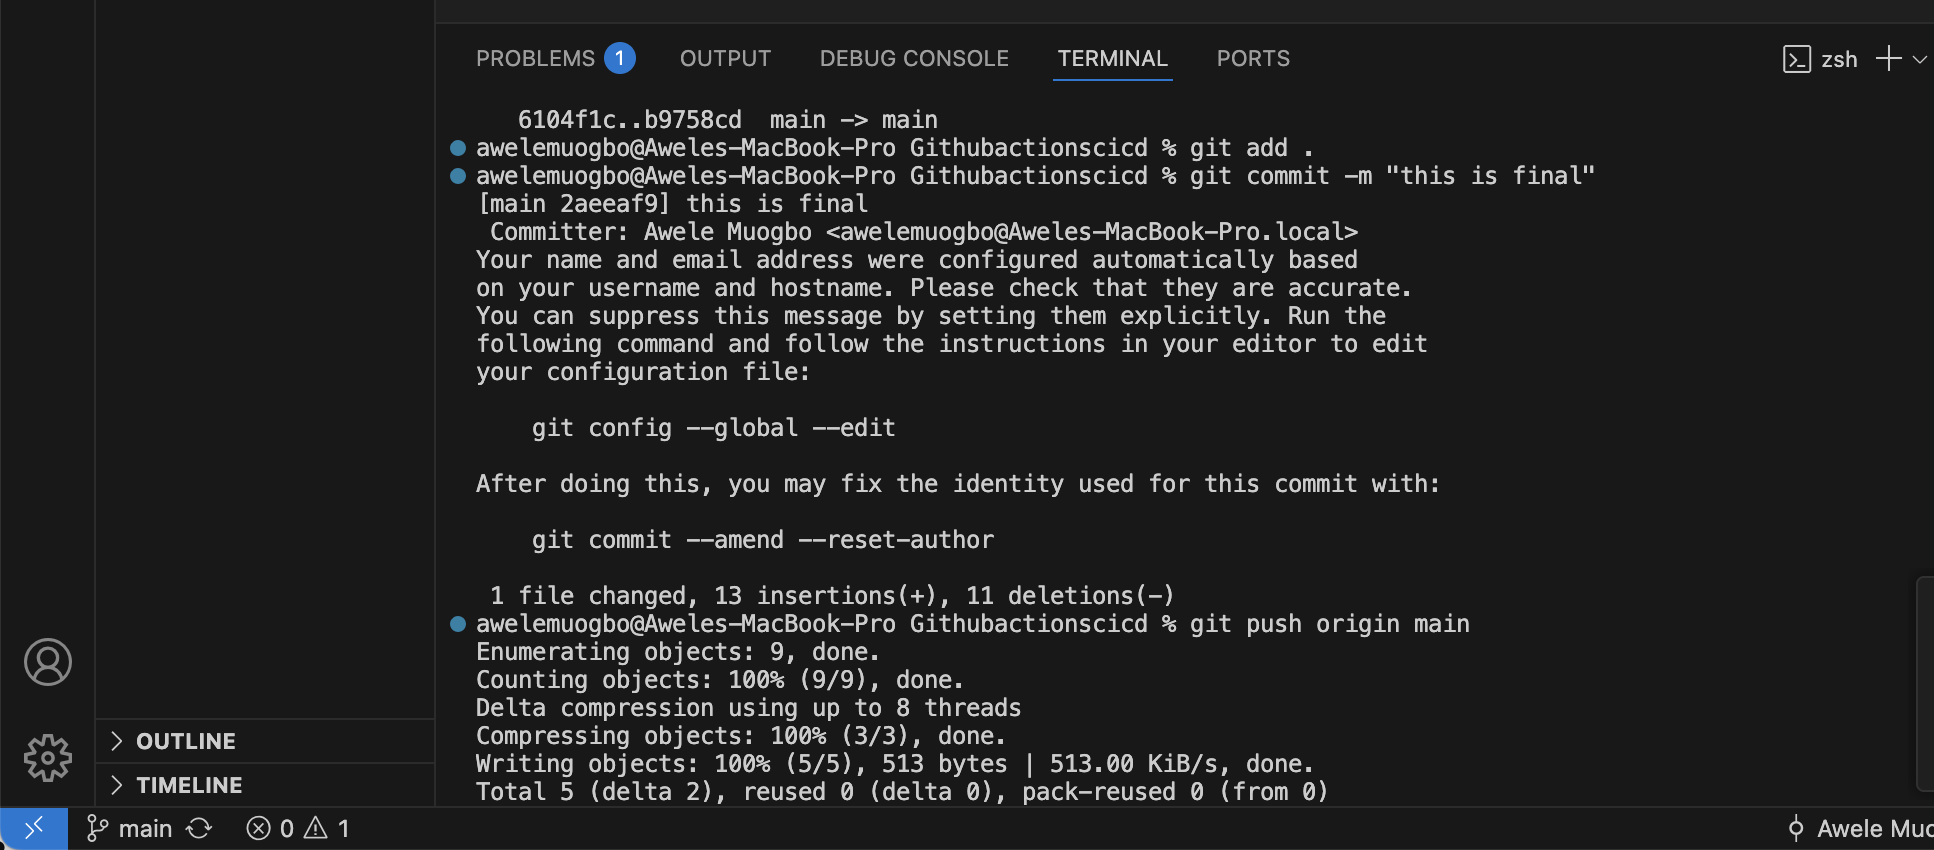 PROBLEMS 1 OUTPUT DEBUG CONSOLE TERMINAL PORTS zsh
6104f1c..b9758cd  main -> main
awelemuogbo@Aweles-MacBook-Pro Githubactionscicd % git add .
awelemuogbo@Aweles-MacBook-Pro Githubactionscicd % git commit -m "this is final"
[main 2aeeaf9] this is final
Committer: Awele Muogbo <awelemuogbo@Aweles-MacBook-Pro.local>
Your name and email address were configured automatically based
on your username and hostname. Please check that they are accurate.
You can suppress this message by setting them explicitly. Run the
following command and follow the instructions in your editor to edit
your configuration file:
git config --global --edit
After doing this, you may fix the identity used for this commit with:
git commit --amend --reset-author
1 file changed, 13 insertions(+), 11 deletions(-)
awelemuogbo@Aweles-MacBook-Pro Githubactionscicd % git push origin main
Enumerating objects: 9, done.
Counting objects: 100% (9/9), done.
Delta compression using up to 8 threads
Compressing objects: 100% (3/3), done.
Writing objects: 100% (5/5), 513 bytes | 513.00 KiB/s, done.
Total 5 (delta 2), reused 0 (delta 0), pack-reused 0 (from 0)
OUTLINE
TIMELINE
main 0 1 Awele